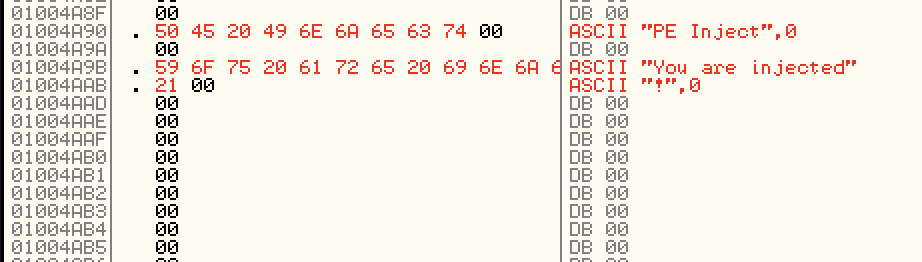 01004A8F 00 DB 00
01004A90 . 50 45 20 49 6E 6A 65 63 74 00 ASCII "PE Inject",0
01004A9A 00 DB 00
01004A9B . 59 6F 75 20 61 72 65 20 69 6E 6A 6 ASCII "You are injected"
01004AAB . 21 00 ASCII "!",0
01004AAD 00 DB 00
01004AAE 00 DB 00
01004AAF 00 DB 00
01004AB0 00 DB 00
01004AB1 00 DB 00
01004AB2 00 DB 00
01004AB3 00 DB 00
01004AB4 00 DB 00
01004AB5 00 DB 00